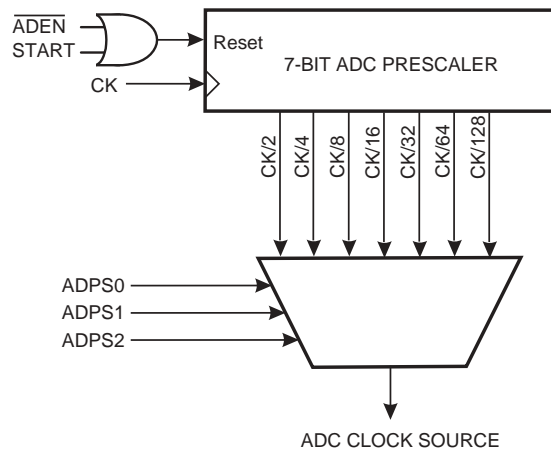 ADEN
START
Reset
7-BIT ADC PRESCALER
CK
CK/2
CK/4
CK/8
CK/16
CK/32
CK/64
CK/128
ADPS0
ADPS1
ADPS2
ADC CLOCK SOURCE